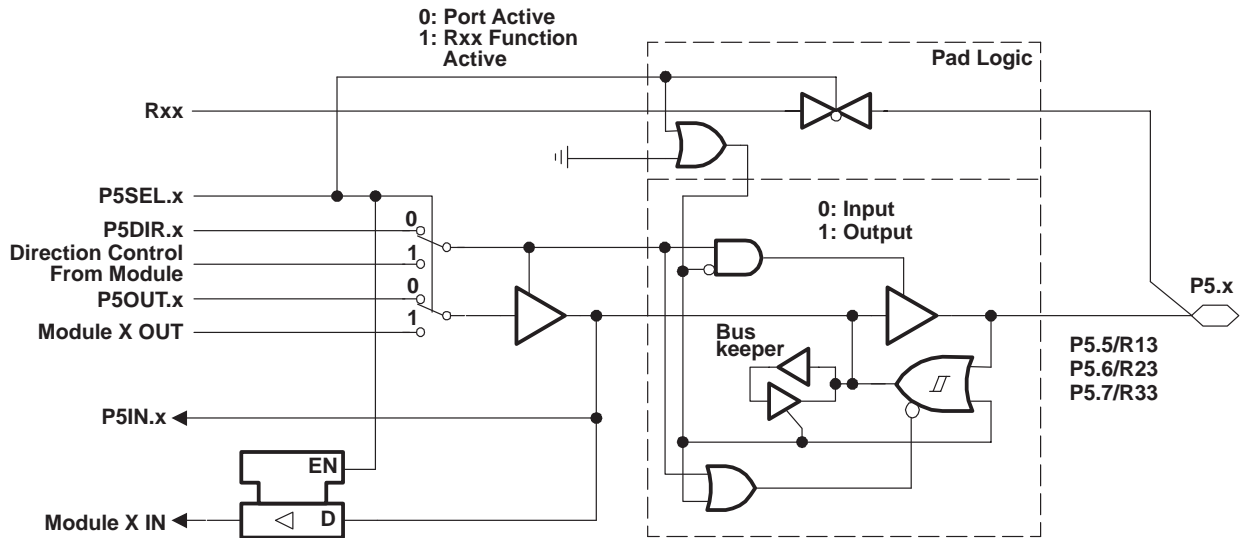 0: Port Active
1: Rxx Function
Active
Pad Logic
Rxx
P5SEL.x
0: Input
1: Output
P5DIR.x
0
Direction Control
From Module
1
P5OUT.x
0
P5.x
Module X OUT
1
Bus
keeper
P5.5/R13
P5.6/R23
P5.7/R33
P5IN.x
EN
D
Module X IN